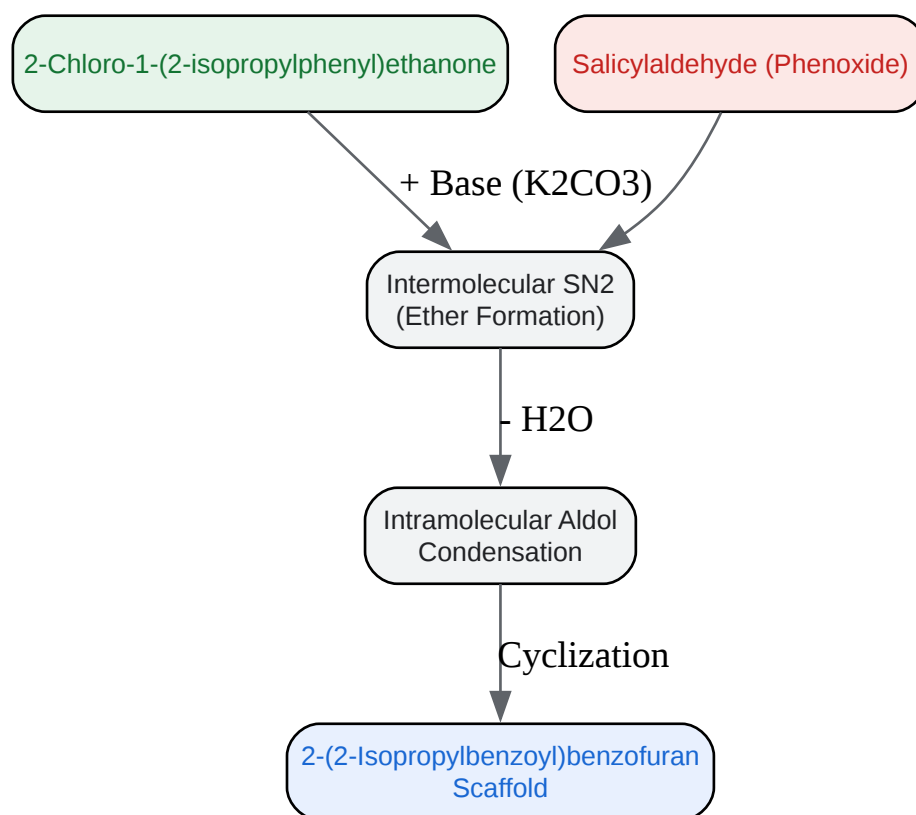 2-Chloro-1-(2-isopropylphenyl)ethanone
Salicylaldehyde (Phenoxide)
+ Base (K2CO3)
Intermolecular SN2
(Ether Formation)
- H2O
Intramolecular Aldol
Condensation
Cyclization
2-(2-Isopropylbenzoyl)benzofuran
Scaffold